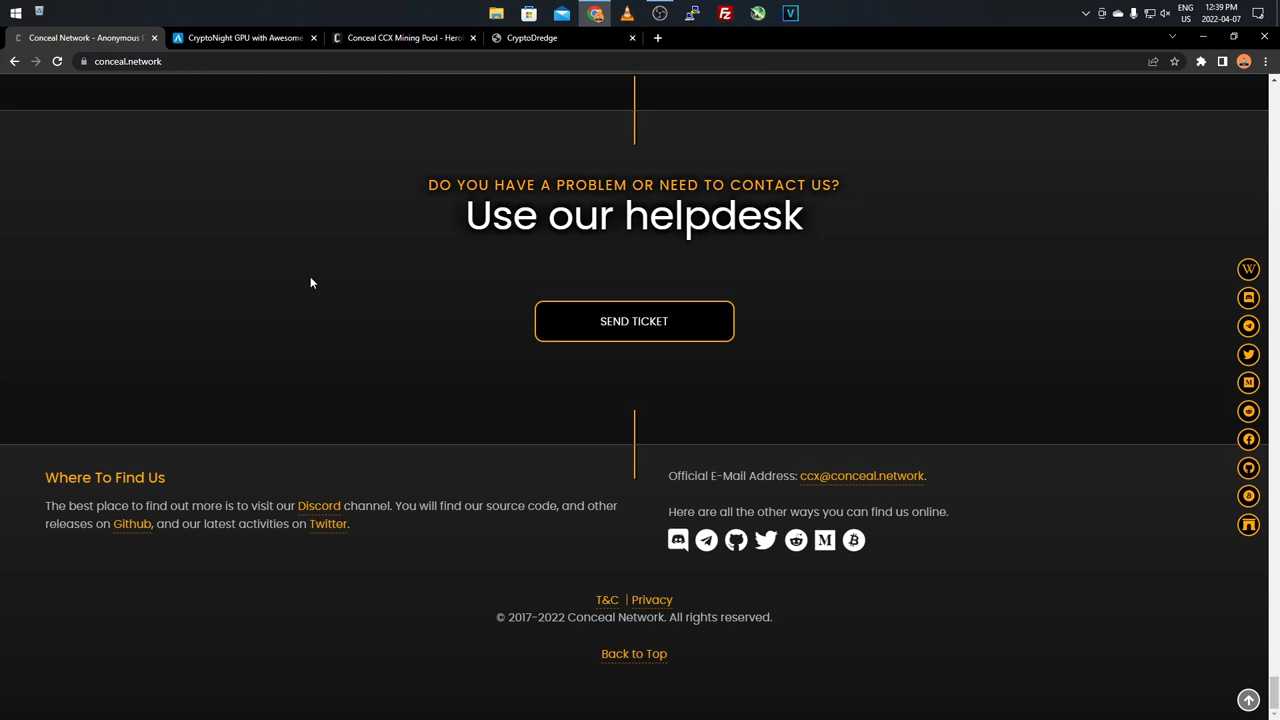 ENG
US
12:39 PM
2022-04-07
Conceal Network - Anonymous
CryptoNight GPU with Awesome
Conceal CCX Mining Pool - Hero
CryptoDredge
conceal.network
DO YOU HAVE A PROBLEM OR NEED TO CONTACT US?
Use our helpdesk
SEND TICKET
Where To Find Us
The best place to find out more is to visit our Discord channel. You will find our source code, and other
releases on Github, and our latest activities on Twitter.
Official E-Mail Address: ccx@conceal.network.
Here are all the other ways you can find us online.
T&C | Privacy
© 2017-2022 Conceal Network. All rights reserved.
Back to Top